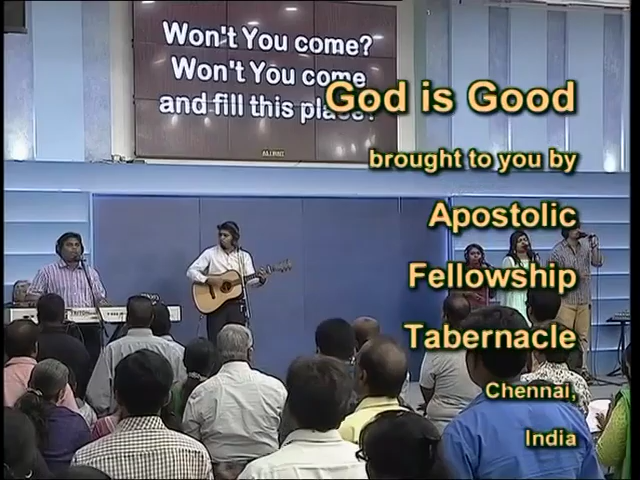 Won't You come?
Won't You come
and fill this place?
God is Good
brought to you by
Apostolic
Fellowship
Tabernacle
Chennai,
India
TRITON